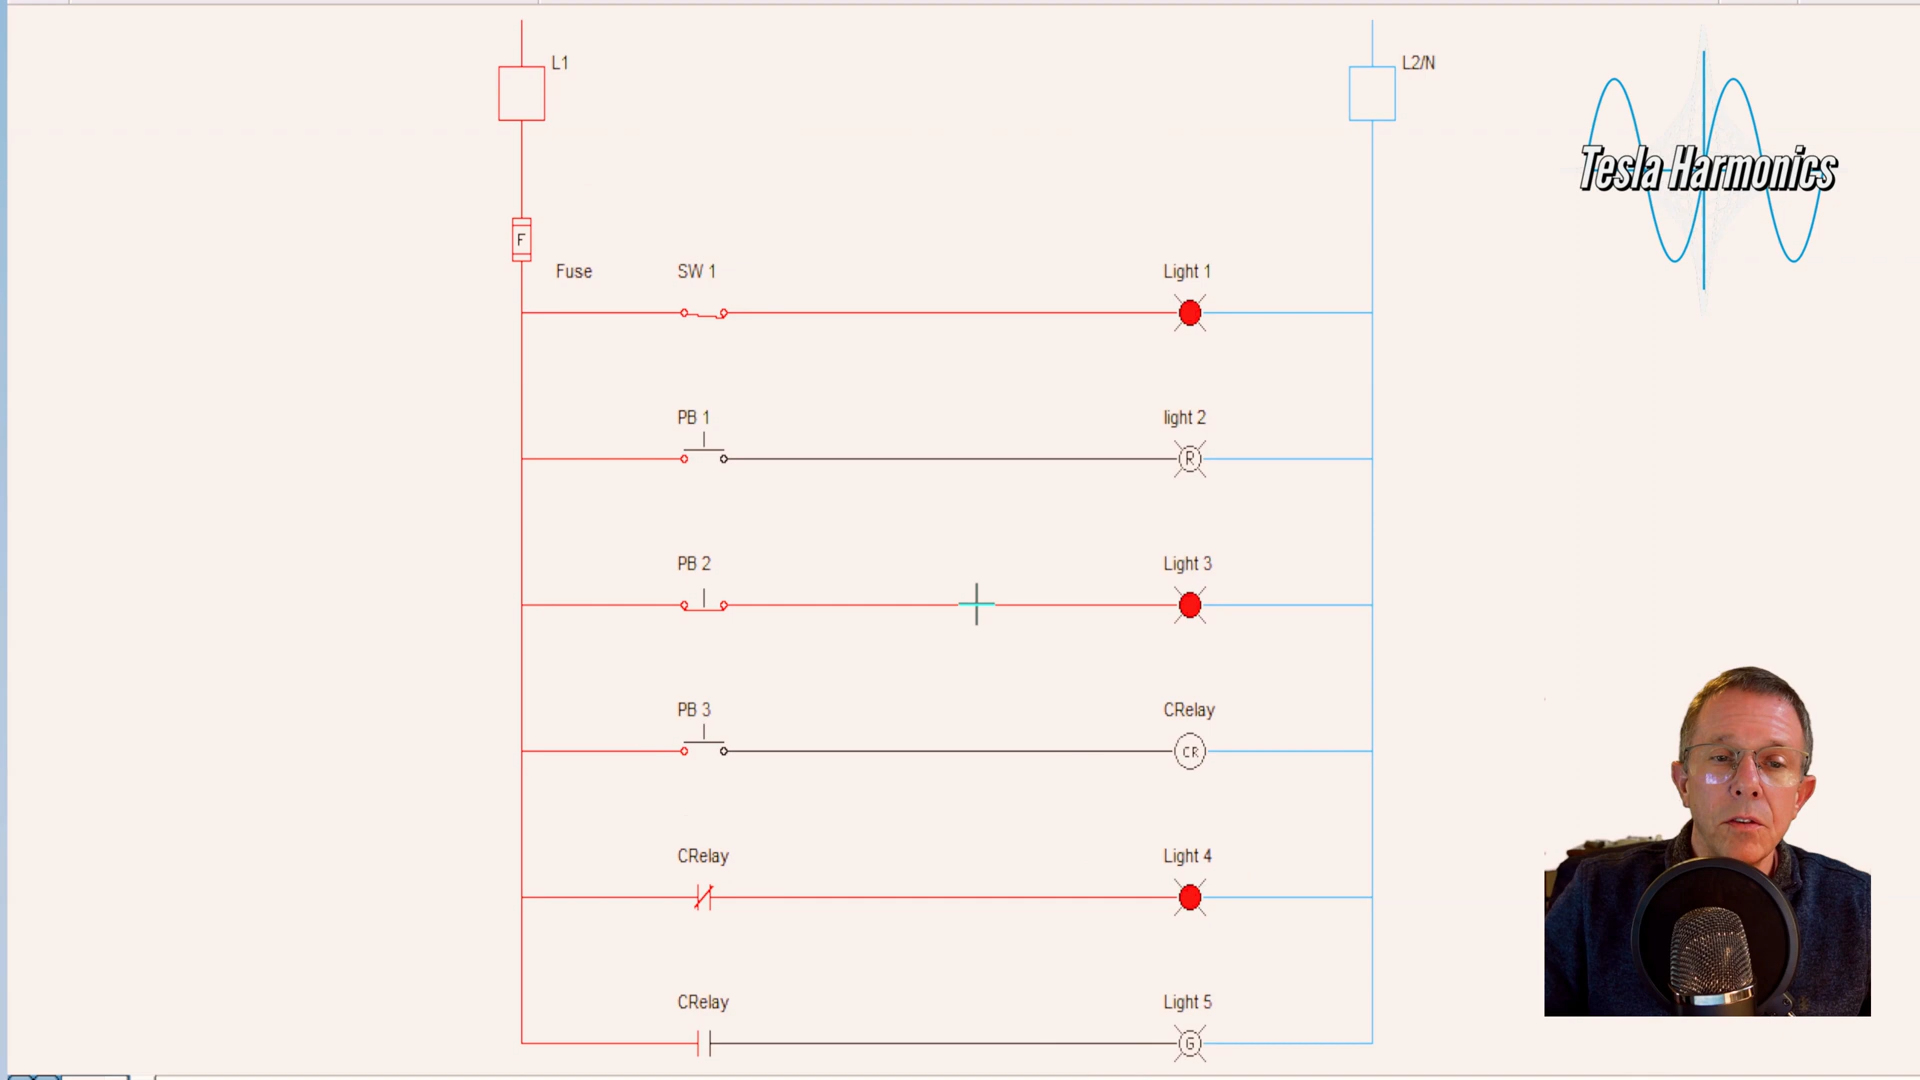 L1
L2/N
Tesla Harmonics
F
Fuse
SW 1
Light 1
PB 1
light 2
R
PB 2
Light 3
PB 3
CRelay
CR
CRelay
Light 4
CRelay
Light 5
G